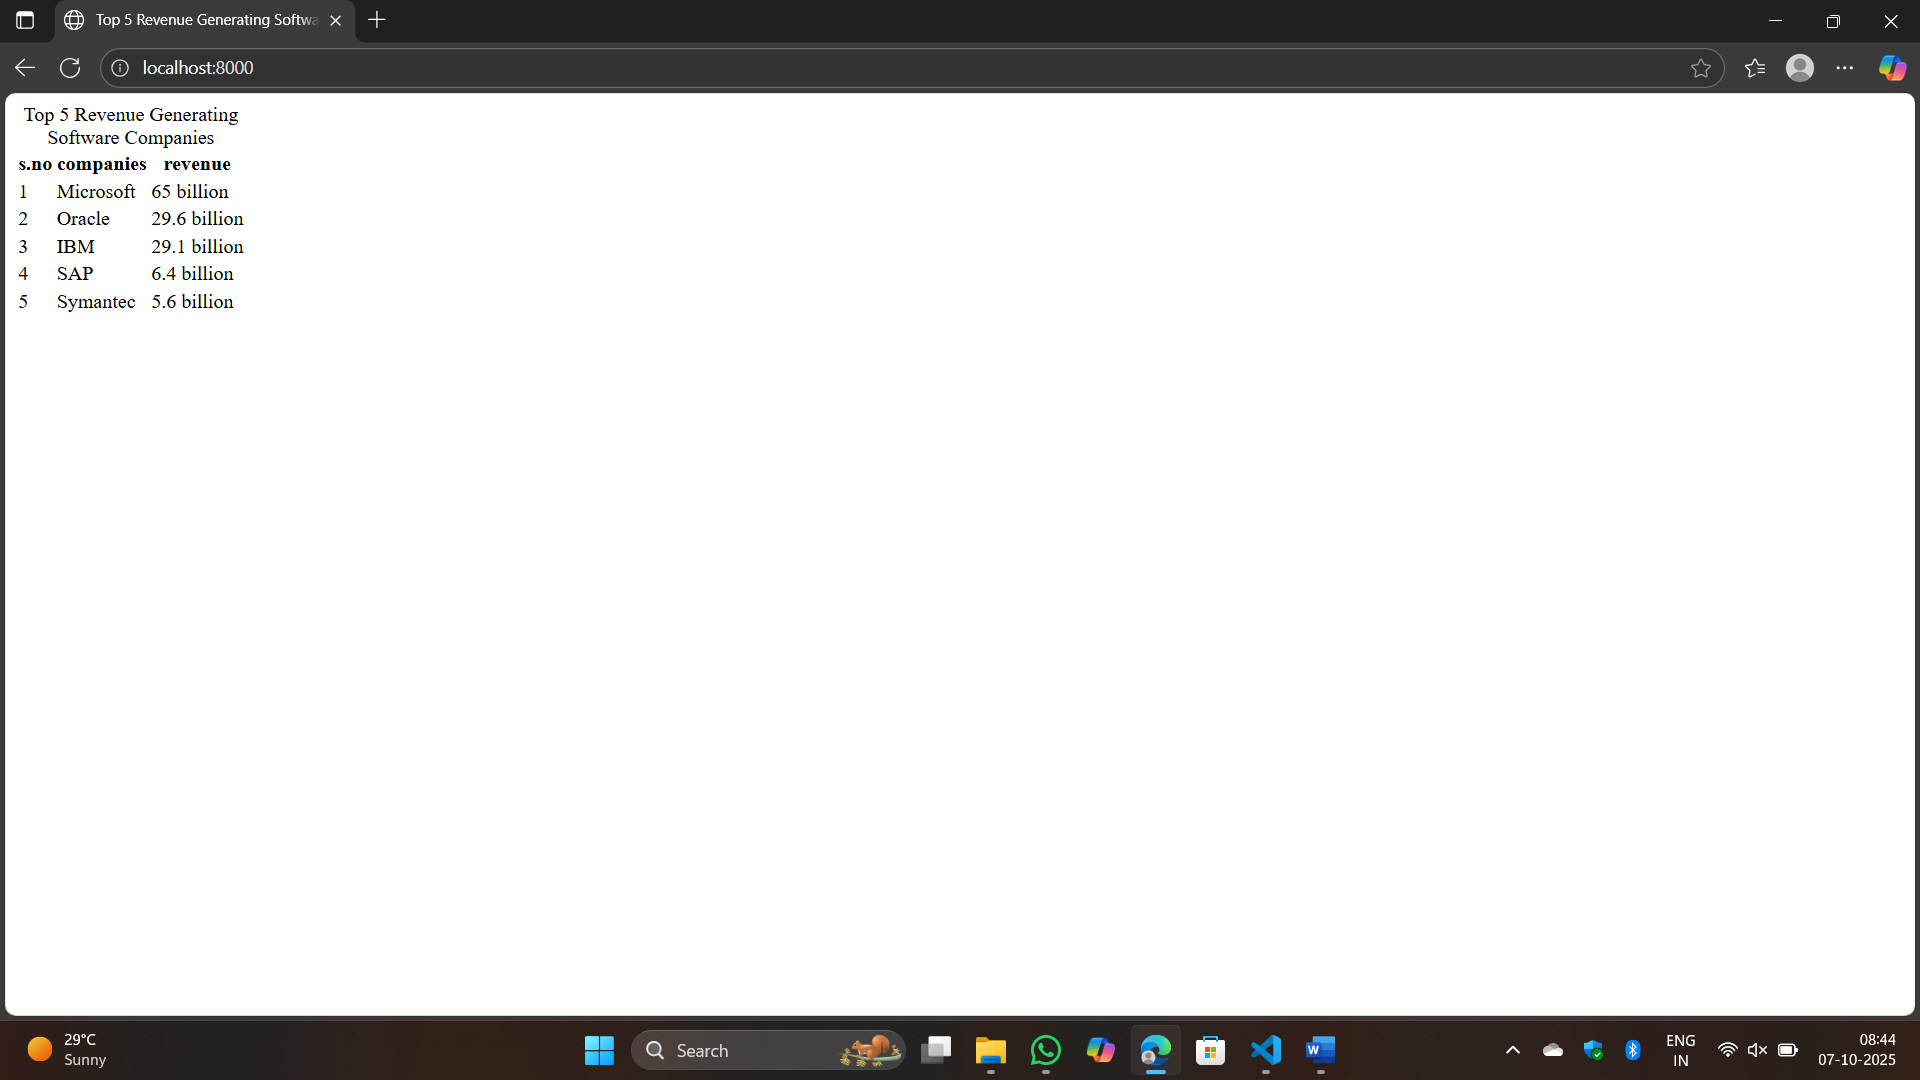 Top 5 Revenue Generating Softwa
localhost:8000
Top 5 Revenue Generating
Software Companies
s.no companies revenue
1 Microsoft 65 billion
2 Oracle 29.6 billion
3 IBM 29.1 billion
4 SAP 6.4 billion
5 Symantec 5.6 billion
29°C
Sunny
Search
W
ENG
IN
08:44
07-10-2025